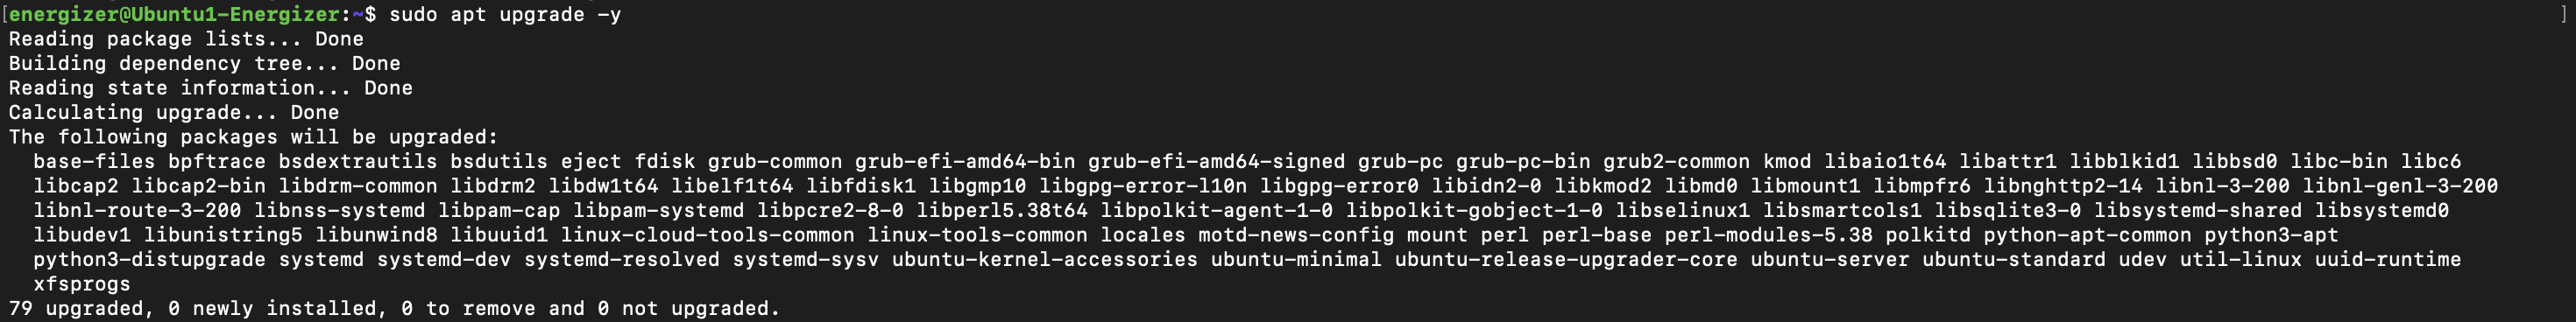 [energizer@Ubuntu1-Energizer:~$ sudo apt upgrade -y ]
Reading package lists... Done
Building dependency tree... Done
Reading state information... Done
Calculating upgrade... Done
The following packages will be upgraded:
  base-files bpftrace bsdextrautils bsdutils eject fdisk grub-common grub-efi-amd64-bin grub-efi-amd64-signed grub-pc grub-pc-bin grub2-common kmod libaio1t64 libattr1 libblkid1 libbsd0 libc-bin libc6
  libcap2 libcap2-bin libdrm-common libdrm2 libdw1t64 libelf1t64 libfdisk1 libgmp10 libgpg-error-l10n libgpg-error0 libidn2-0 libkmod2 libmd0 libmount1 libmpfr6 libnghttp2-14 libnl-3-200 libnl-genl-3-200
  libnl-route-3-200 libnss-systemd libpam-cap libpam-systemd libpcre2-8-0 libperl5.38t64 libpolkit-agent-1-0 libpolkit-gobject-1-0 libselinux1 libsmartcols1 libsqlite3-0 libsystemd-shared libsystemd0
  libudev1 libunistring5 libunwind8 libuuid1 linux-cloud-tools-common linux-tools-common locales motd-news-config mount perl perl-base perl-modules-5.38 polkitd python-apt-common python3-apt
  python3-distupgrade systemd systemd-dev systemd-resolved systemd-sysv ubuntu-kernel-accessories ubuntu-minimal ubuntu-release-upgrader-core ubuntu-server ubuntu-standard udev util-linux uuid-runtime
  xfsprogs
79 upgraded, 0 newly installed, 0 to remove and 0 not upgraded.